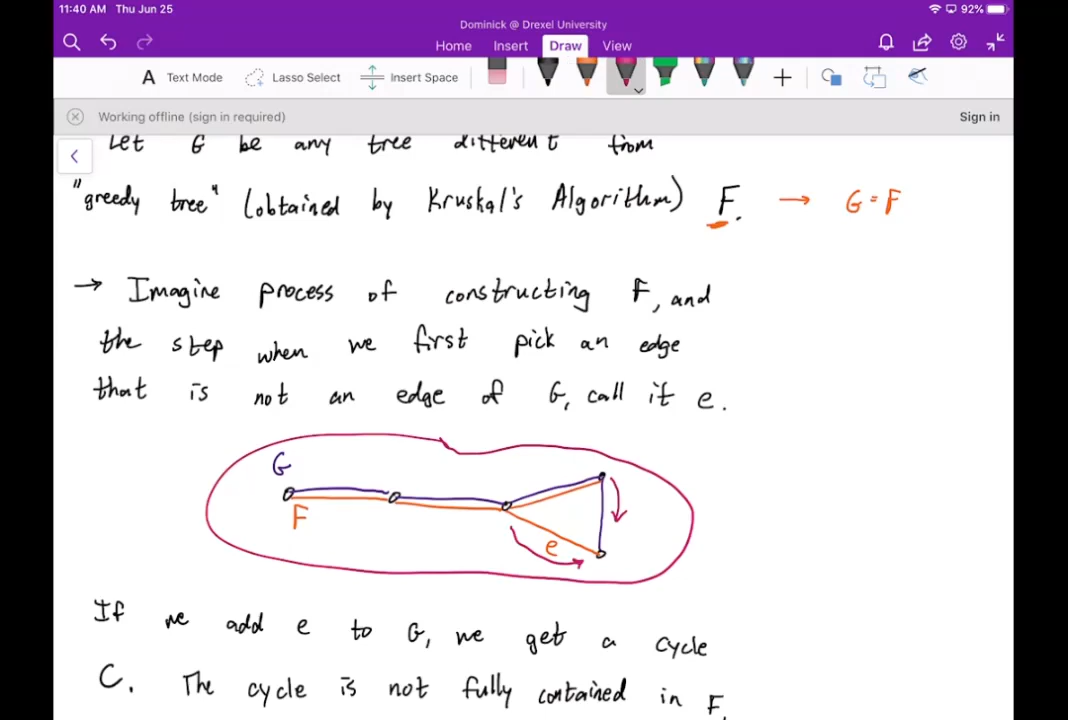 11:40 AM Thu Jun 25
92%
Dominick @ Drexel University
Home Insert Draw View
A Text Mode Lasso Select Insert Space
Working offline (sign in required) Sign in
Let G be any tree different from
"greedy tree" (obtained by Kruskal's Algorithm) F. → G = F
→ Imagine process of constructing F, and
the step when we first pick an edge
that is not an edge of G, call it e.
G
F
e
If we add e to G, we get a cycle
C. The cycle is not fully contained in F.